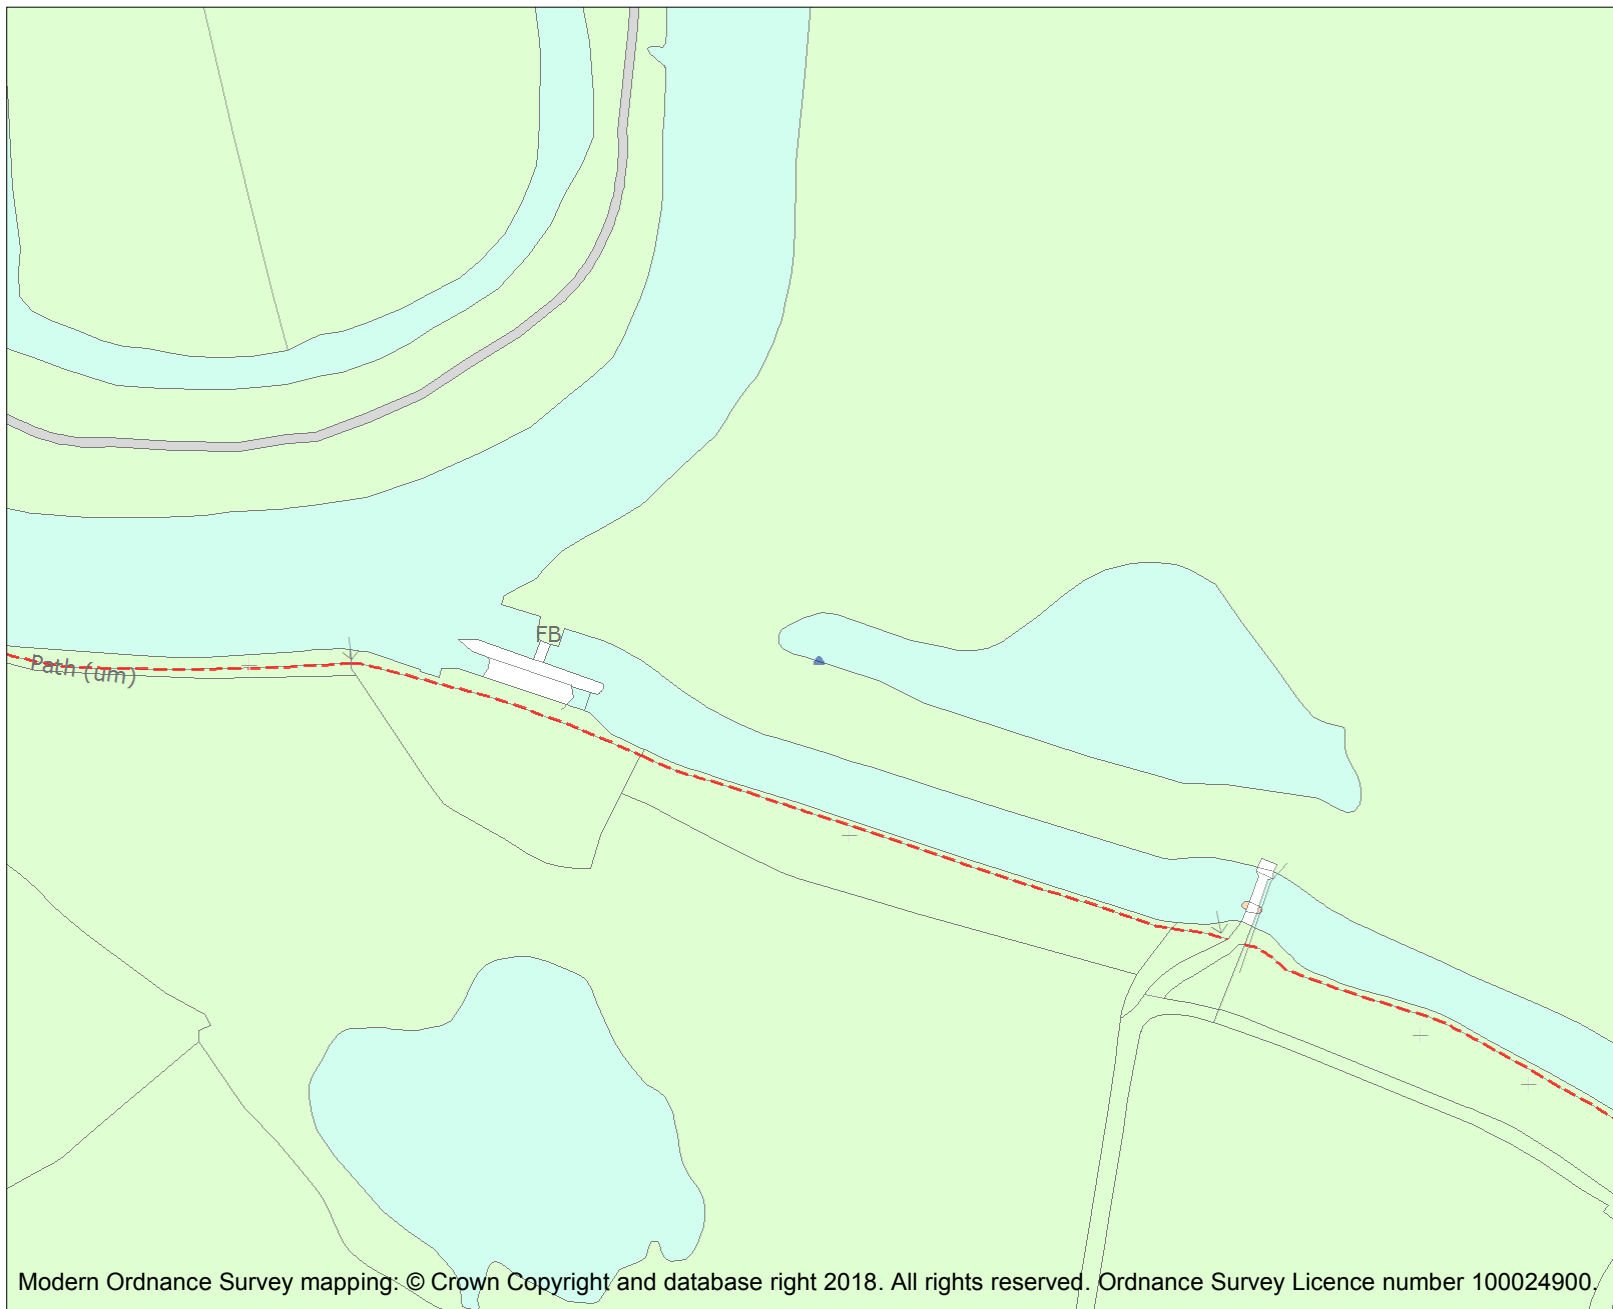 FB
Path (um)
Modern Ordnance Survey mapping: © Crown Copyright and database right 2018. All rights reserved. Ordnance Survey Licence number 100024900.